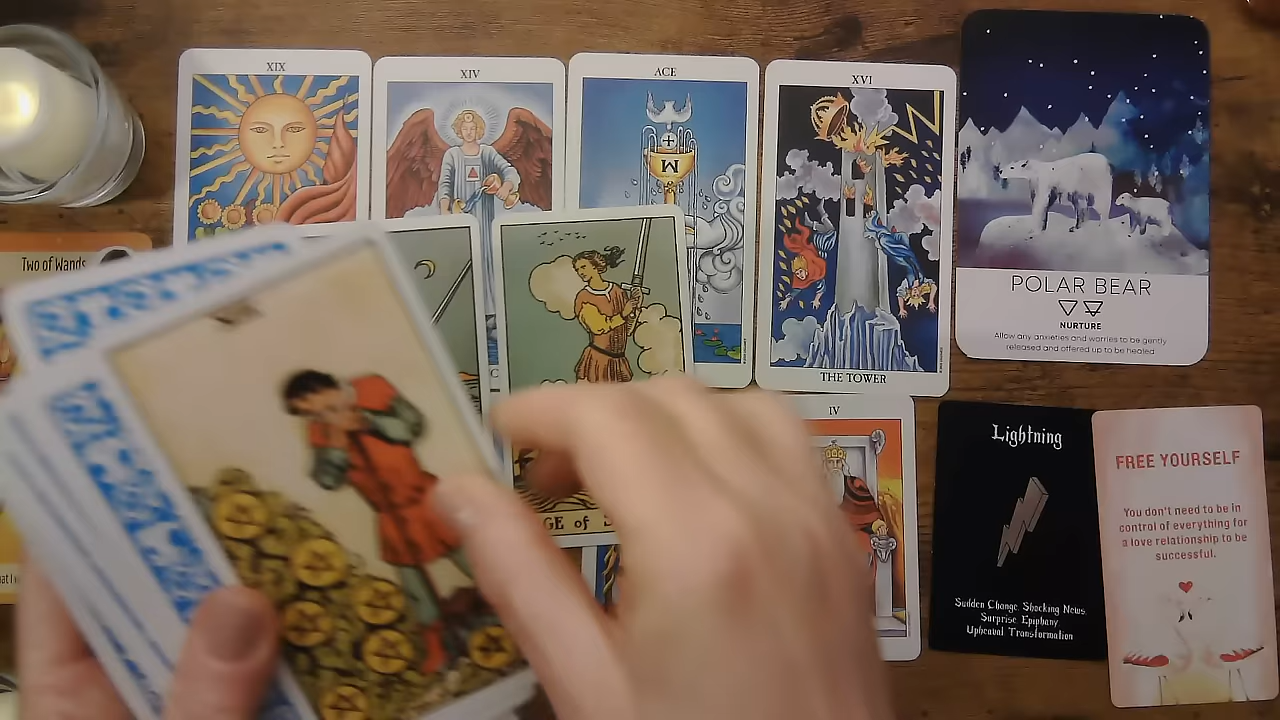 XIX
XIV
ACE
XVI
Two of Wands
THE TOWER
POLAR BEAR
NURTURE
Allow any anxieties and worries to be gently
released and offered up to be healed
IV
Lightning
Sudden Change, Shocking News,
Surprise Epiphany
Upheaval Transformation
FREE YOURSELF
You don't need to be in
control of everything for
a love relationship to be
successful.
GE of S